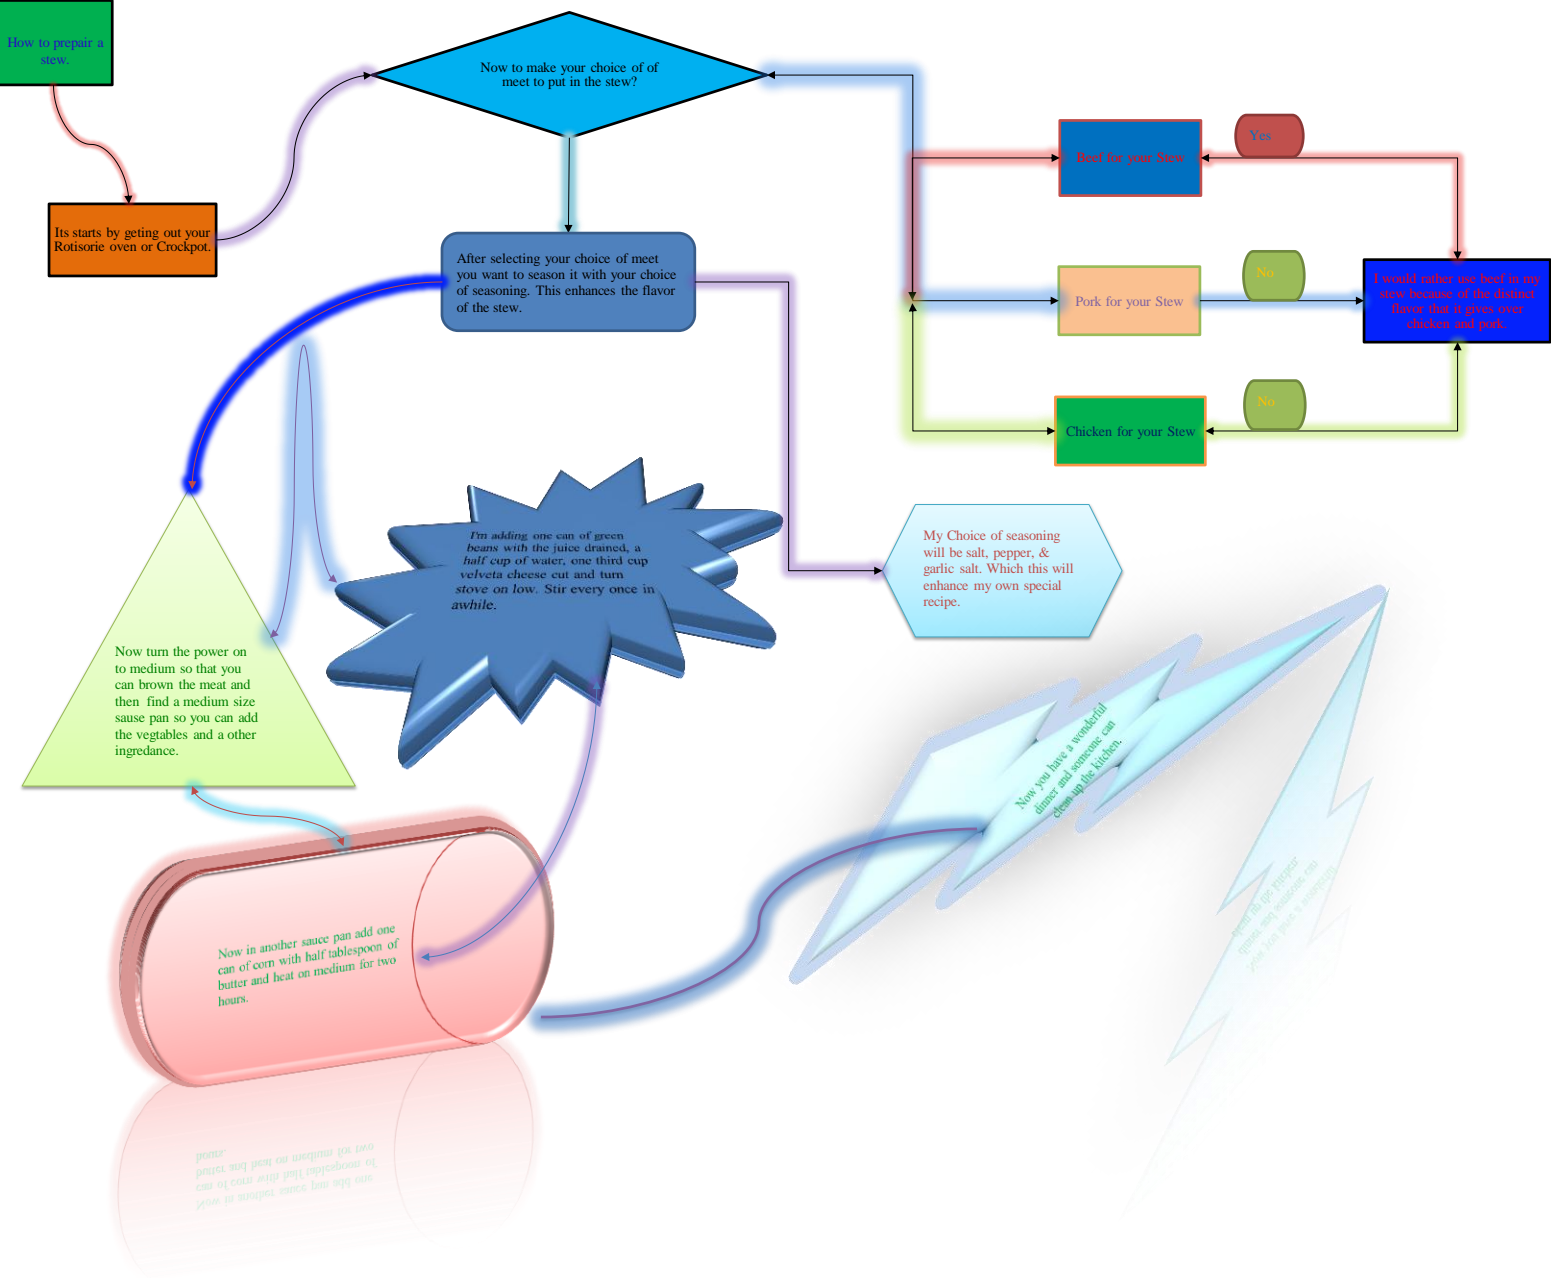 How to prepair a
stew.
Its starts by geting out your
Rotisorie oven or Crockpot.
Now to make your choice of of
meet to put in the stew?
Beef for your Stew
Yes
Pork for your Stew
No
Chicken for your Stew
No
I would rather use beef in my
stew because of the distinct
flavor that it gives over
chicken and pork.
After selecting your choice of meet
you want to season it with your choice
of seasoning. This enhances the flavor
of the stew.
My Choice of seasoning
will be salt, pepper, &
garlic salt. Which this will
enhance my own special
recipe.
Now turn the power on
to medium so that you
can brown the meat and
then find a medium size
sause pan so you can add
the vegtables and a other
ingredance.
I'm adding one can of green
beans with the juice drained, a
half cup of water, one third cup
velveta cheese cut and turn
stove on low. Stir every once in
awhile.
Now in another sauce pan add one
can of corn with half tablespoon of
butter and heat on medium for two
hours.
Now you have a wonderful
dinner and someone can
clean up the kitchen.